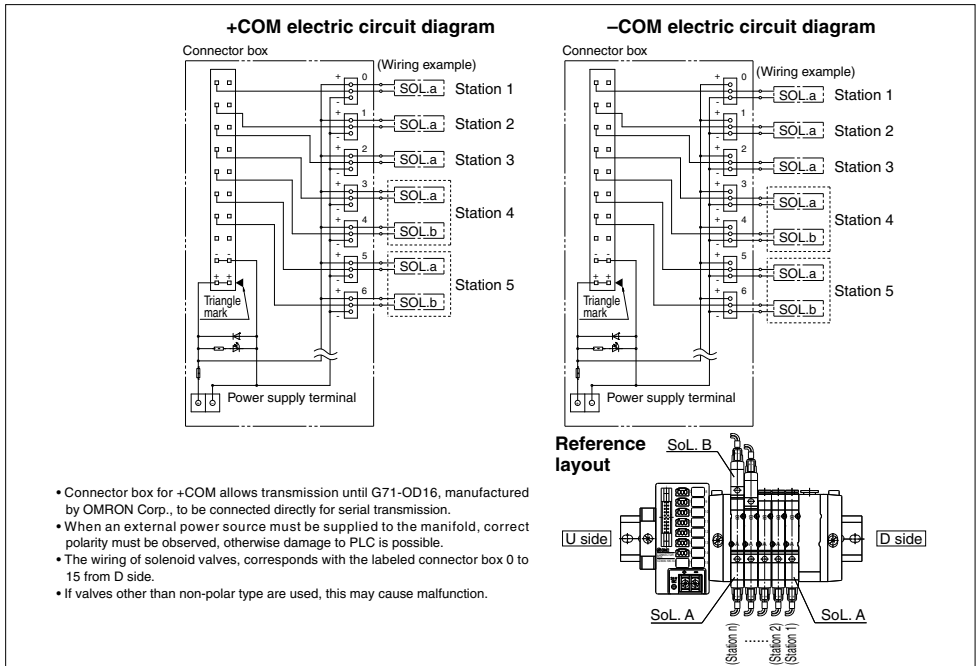 +COM electric circuit diagram
Connector box
(Wiring example)
+ 0
-
SOL.a Station 1
+ 1
-
SOL.a Station 2
+ 2
-
SOL.a Station 3
+ 3
-
SOL.a
Station 4
+ 4
-
SOL.b
+ 5
-
SOL.a
Station 5
+ 6
-
SOL.b
- -
+ +
Triangle
mark
Power supply terminal
–COM electric circuit diagram
Connector box
(Wiring example)
+ 0
-
SOL.a Station 1
+ 1
-
SOL.a Station 2
+ 2
-
SOL.a Station 3
+ 3
-
SOL.a
Station 4
+ 4
-
SOL.b
+ 5
-
SOL.a
Station 5
+ 6
-
SOL.b
- -
+ +
Triangle
mark
Power supply terminal
• Connector box for +COM allows transmission until G71-OD16, manufactured
by OMRON Corp., to be connected directly for serial transmission.
• When an external power source must be supplied to the manifold, correct
polarity must be observed, otherwise damage to PLC is possible.
• The wiring of solenoid valves, corresponds with the labeled connector box 0 to
15 from D side.
• If valves other than non-polar type are used, this may cause malfunction.
Reference
layout
SoL. B
U side
D side
SoL. A
SoL. A
(Station n)
......
(Station 2)
(Station 1)